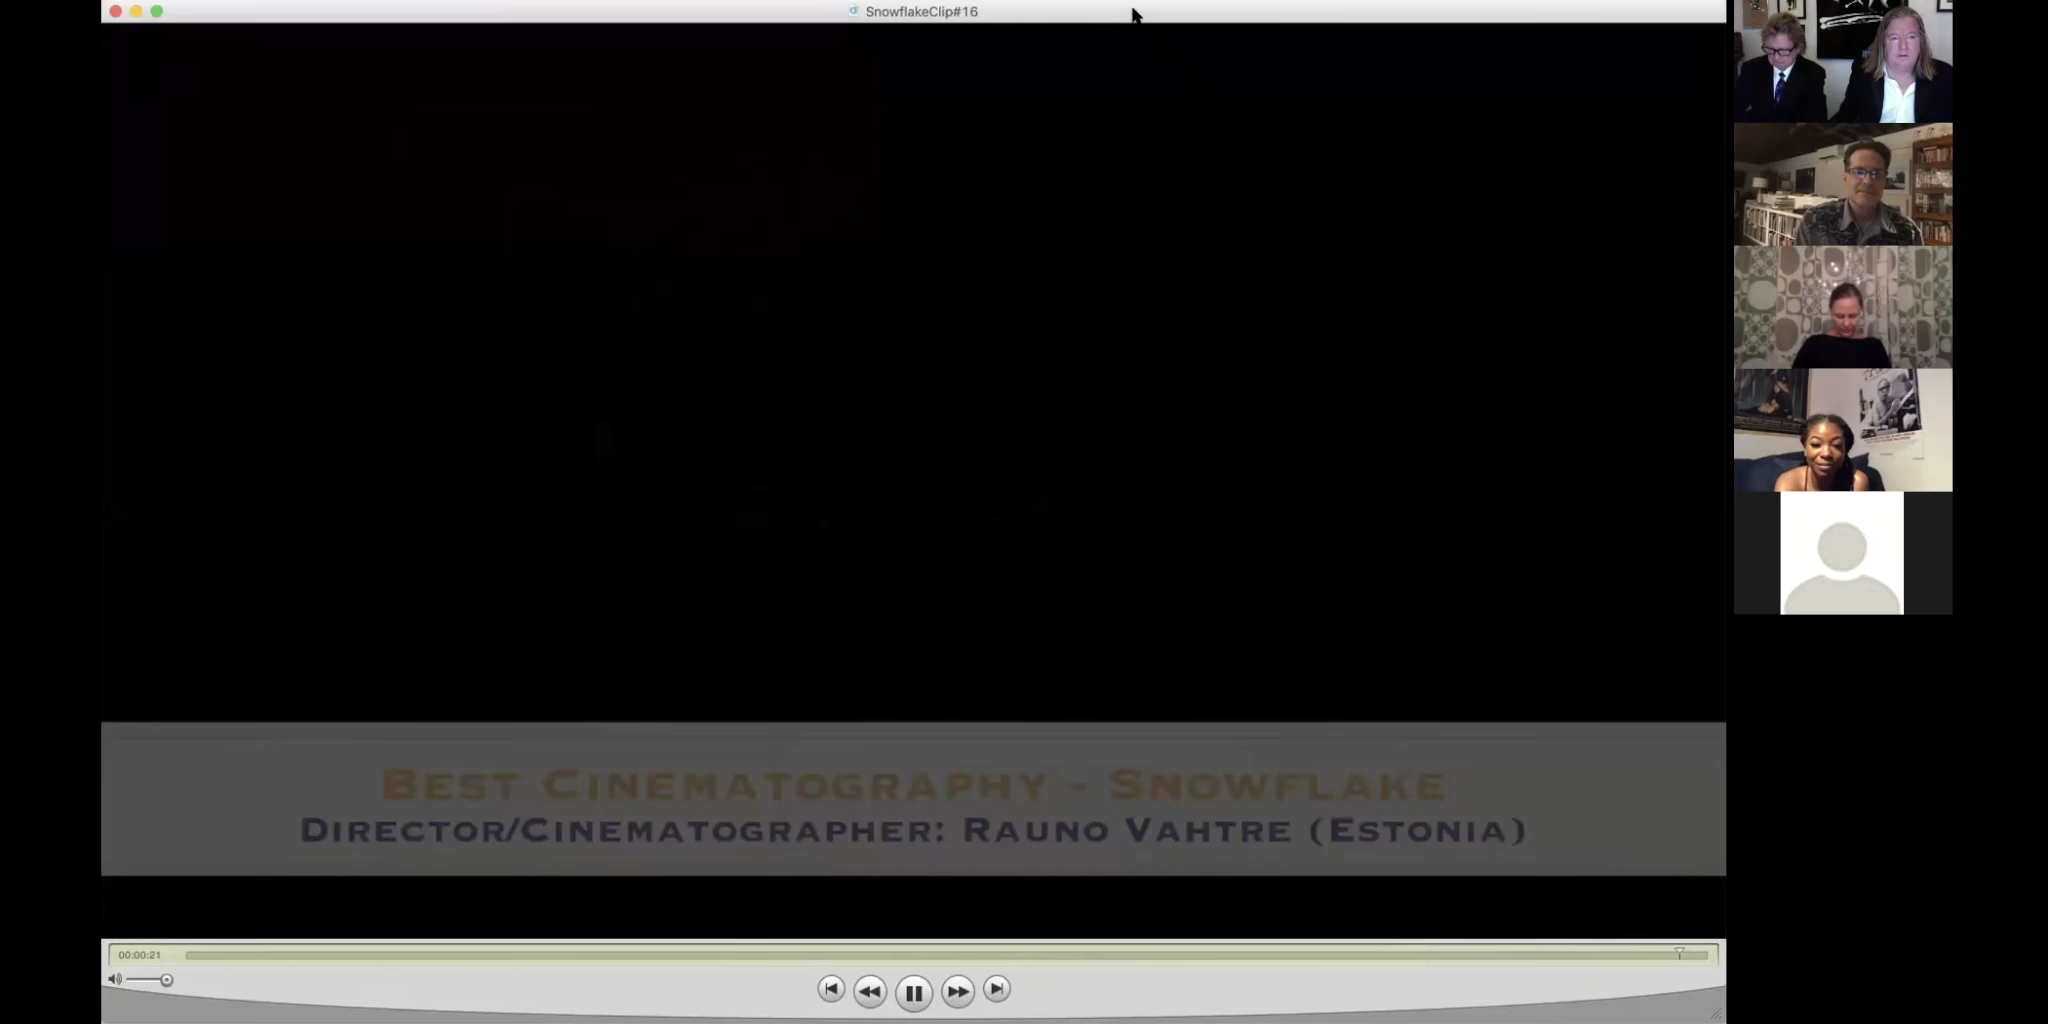 SnowflakeClip#16
Best Cinematography - Snowflake
Director/Cinematographer: Rauno Vahtre (Estonia)
00:00:21